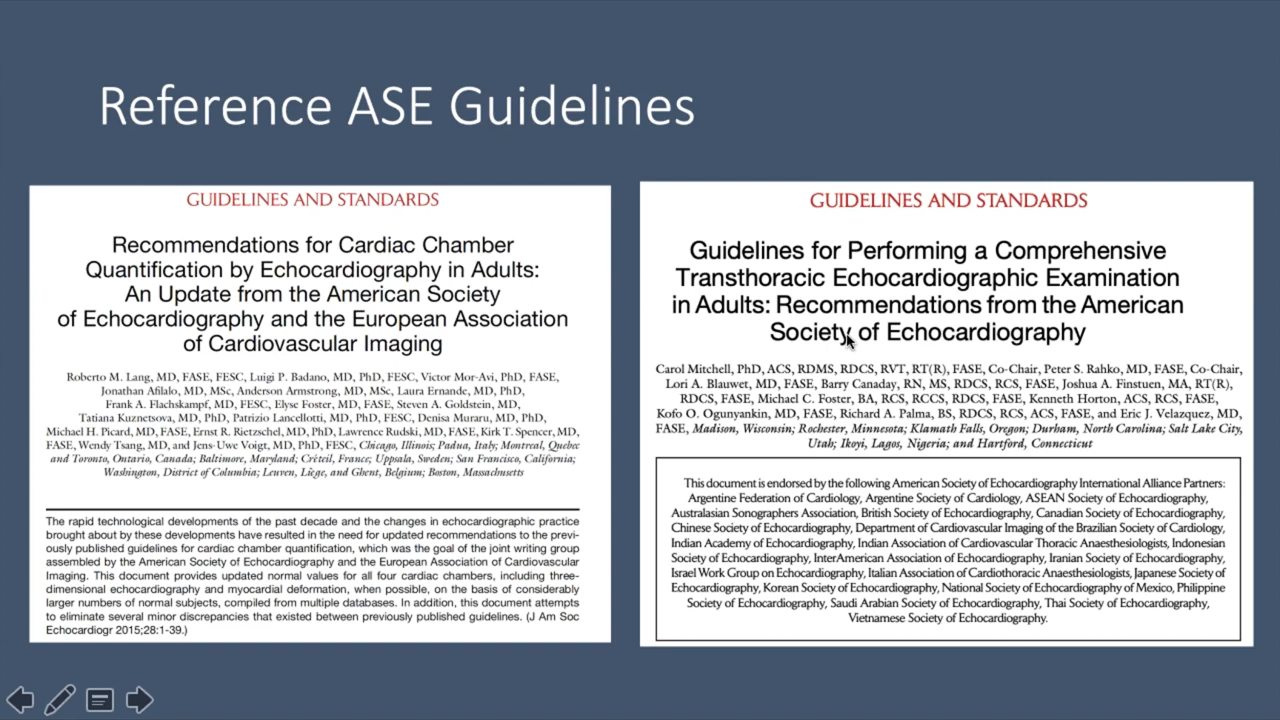 Reference ASE Guidelines
GUIDELINES AND STANDARDS
Recommendations for Cardiac Chamber
Quantification by Echocardiography in Adults:
An Update from the American Society
of Echocardiography and the European Association
of Cardiovascular Imaging
Roberto M. Lang, MD, FASE, FESC, Luigi P. Badano, MD, PhD, FESC, Victor Mor-Avi, PhD, FASE,
Jonathan Afilalo, MD, MSc, Anderson Armstrong, MD, MSc, Laura Ernande, MD, PhD,
Frank A. Flachskampf, MD, FESC, Elyse Foster, MD, FASE, Steven A. Goldstein, MD,
Tatiana Kuznetsova, MD, PhD, Patrizio Lancellotti, MD, PhD, FESC, Denisa Muraru, MD, PhD,
Michael H. Picard, MD, FASE, Ernst R. Rietzschel, MD, PhD, Lawrence Rudski, MD, FASE, Kirk T. Spencer, MD,
FASE, Wendy Tsang, MD, and Jens-Uwe Voigt, MD, PhD, FESC, Chicago, Illinois; Padua, Italy; Montreal, Quebec
and Toronto, Ontario, Canada; Baltimore, Maryland; Créteil, France; Uppsala, Sweden; San Francisco, California;
Washington, District of Columbia; Leuven, Liège, and Ghent, Belgium; Boston, Massachusetts
The rapid technological developments of the past decade and the changes in echocardiographic practice
brought about by these developments have resulted in the need for updated recommendations to the previ-
ously published guidelines for cardiac chamber quantification, which was the goal of the joint writing group
assembled by the American Society of Echocardiography and the European Association of Cardiovascular
Imaging. This document provides updated normal values for all four cardiac chambers, including three-
dimensional echocardiography and myocardial deformation, when possible, on the basis of considerably
larger numbers of normal subjects, compiled from multiple databases. In addition, this document attempts
to eliminate several minor discrepancies that existed between previously published guidelines. (J Am Soc
Echocardiogr 2015;28:1-39.)
GUIDELINES AND STANDARDS
Guidelines for Performing a Comprehensive
Transthoracic Echocardiographic Examination
in Adults: Recommendations from the American
Society of Echocardiography
Carol Mitchell, PhD, ACS, RDMS, RDCS, RVT, RT(R), FASE, Co-Chair, Peter S. Rahko, MD, FASE, Co-Chair,
Lori A. Blauwet, MD, FASE, Barry Canaday, RN, MS, RDCS, RCS, FASE, Joshua A. Finstuen, MA, RT(R),
RDCS, FASE, Michael C. Foster, BA, RCS, RCCS, RDCS, FASE, Kenneth Horton, ACS, RCS, FASE,
Kofo O. Ogunyankin, MD, FASE, Richard A. Palma, BS, RDCS, RCS, ACS, FASE, and Eric J. Velazquez, MD,
FASE, Madison, Wisconsin; Rochester, Minnesota; Klamath Falls, Oregon; Durham, North Carolina; Salt Lake City,
Utah; Ikoyi, Lagos, Nigeria; and Hartford, Connecticut
This document is endorsed by the following American Society of Echocardiography International Alliance Partners:
Argentine Federation of Cardiology, Argentine Society of Cardiology, ASEAN Society of Echocardiography,
Australasian Sonographers Association, British Society of Echocardiography, Canadian Society of Echocardiography,
Chinese Society of Echocardiography, Department of Cardiovascular Imaging of the Brazilian Society of Cardiology,
Indian Academy of Echocardiography, Indian Association of Cardiovascular Thoracic Anaesthesiologists, Indonesian
Society of Echocardiography, InterAmerican Association of Echocardiography, Iranian Society of Echocardiography,
Israel Work Group on Echocardiography, Italian Association of Cardiothoracic Anaesthesiologists, Japanese Society of
Echocardiography, Korean Society of Echocardiography, National Society of Echocardiography of Mexico, Philippine
Society of Echocardiography, Saudi Arabian Society of Echocardiography, Thai Society of Echocardiography,
Vietnamese Society of Echocardiography.